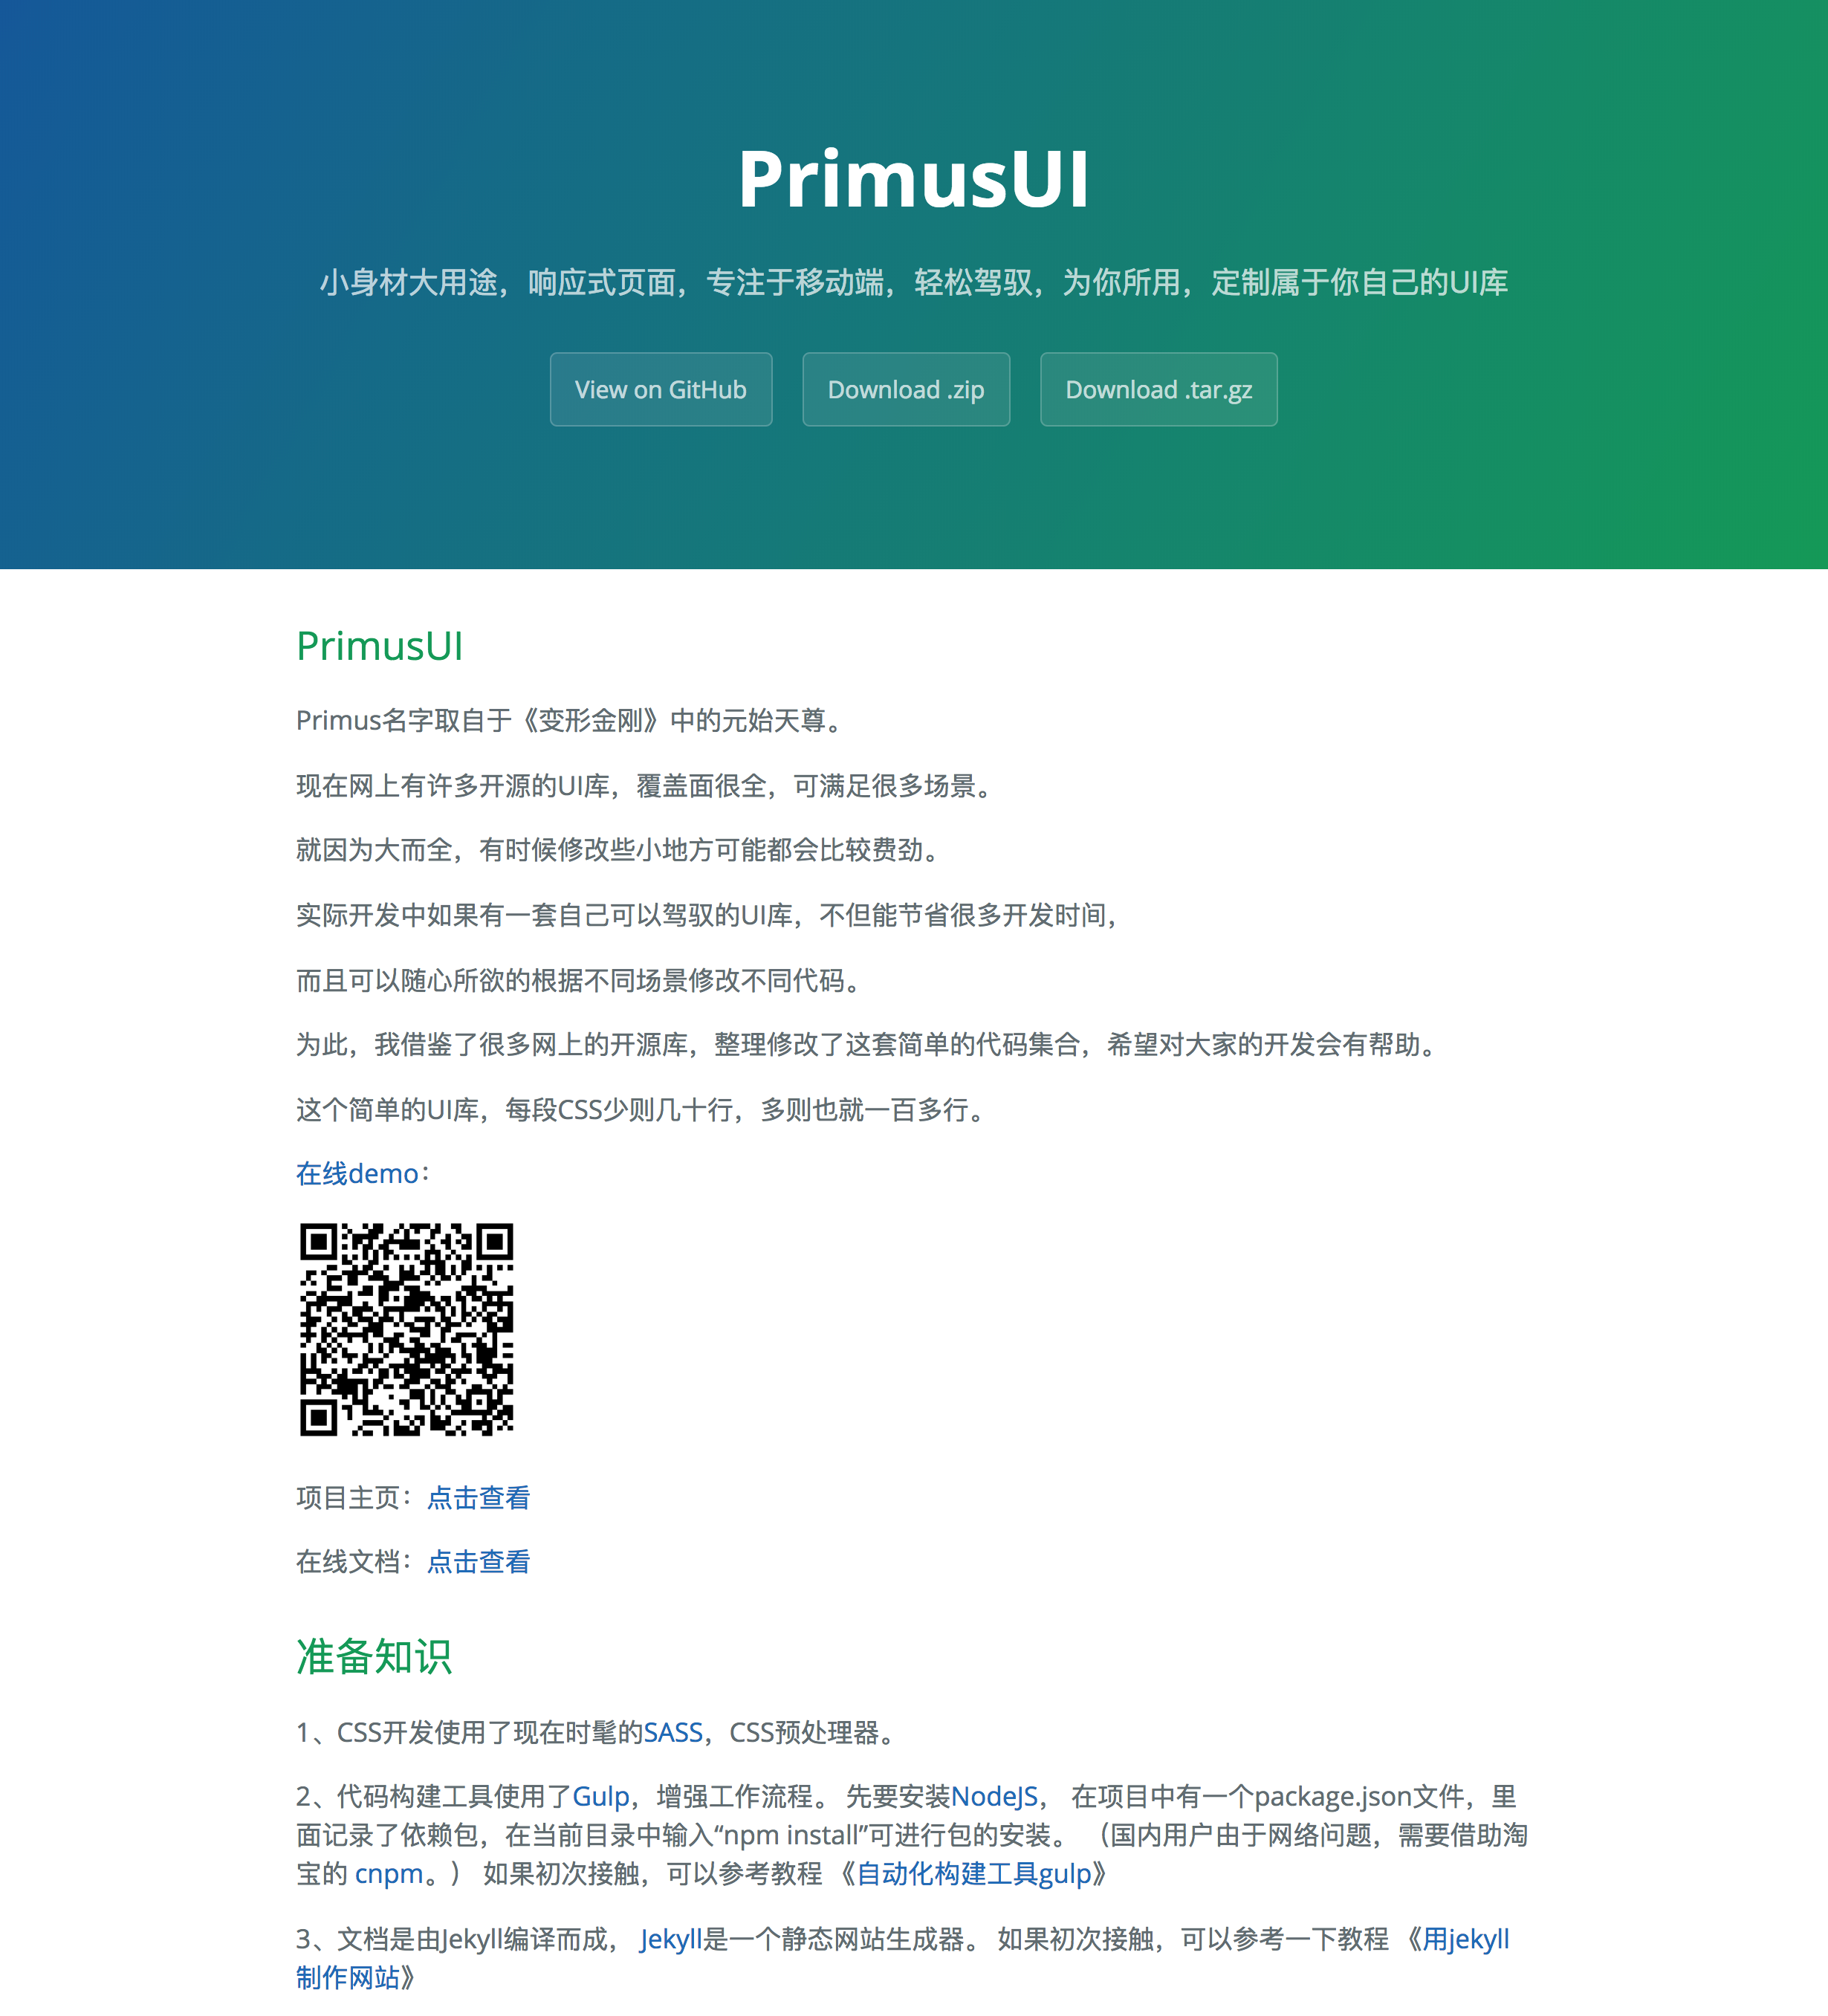 PrimusUI
小身材大用途，响应式页面，专注于移动端，轻松驾驭，为你所用，定制属于你自己的UI库
View on GitHub
Download .zip
Download .tar.gz
PrimusUI
Primus名字取自于《变形金刚》中的元始天尊。
现在网上有许多开源的UI库，覆盖面很全，可满足很多场景。
就因为大而全，有时候修改些小地方可能都会比较费劲。
实际开发中如果有一套自己可以驾驭的UI库，不但能节省很多开发时间，
而且可以随心所欲的根据不同场景修改不同代码。
为此，我借鉴了很多网上的开源库，整理修改了这套简单的代码集合，希望对大家的开发会有帮助。
这个简单的UI库，每段CSS少则几十行，多则也就一百多行。
在线demo：
项目主页：点击查看
在线文档：点击查看
准备知识
1、CSS开发使用了现在时髦的SASS，CSS预处理器。
2、代码构建工具使用了Gulp，增强工作流程。 先要安装NodeJS， 在项目中有一个package.json文件，里
面记录了依赖包，在当前目录中输入“npm install”可进行包的安装。 （国内用户由于网络问题，需要借助淘
宝的 cnpm。） 如果初次接触，可以参考教程 《自动化构建工具gulp》
3、文档是由Jekyll编译而成， Jekyll是一个静态网站生成器。 如果初次接触，可以参考一下教程 《用jekyll
制作网站》